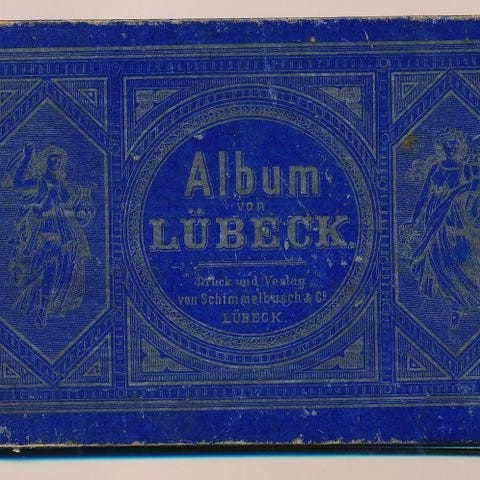 Album
von
LÜBECK.
Druck und Verlag
von Schimmelbusch & Co
LÜBECK.